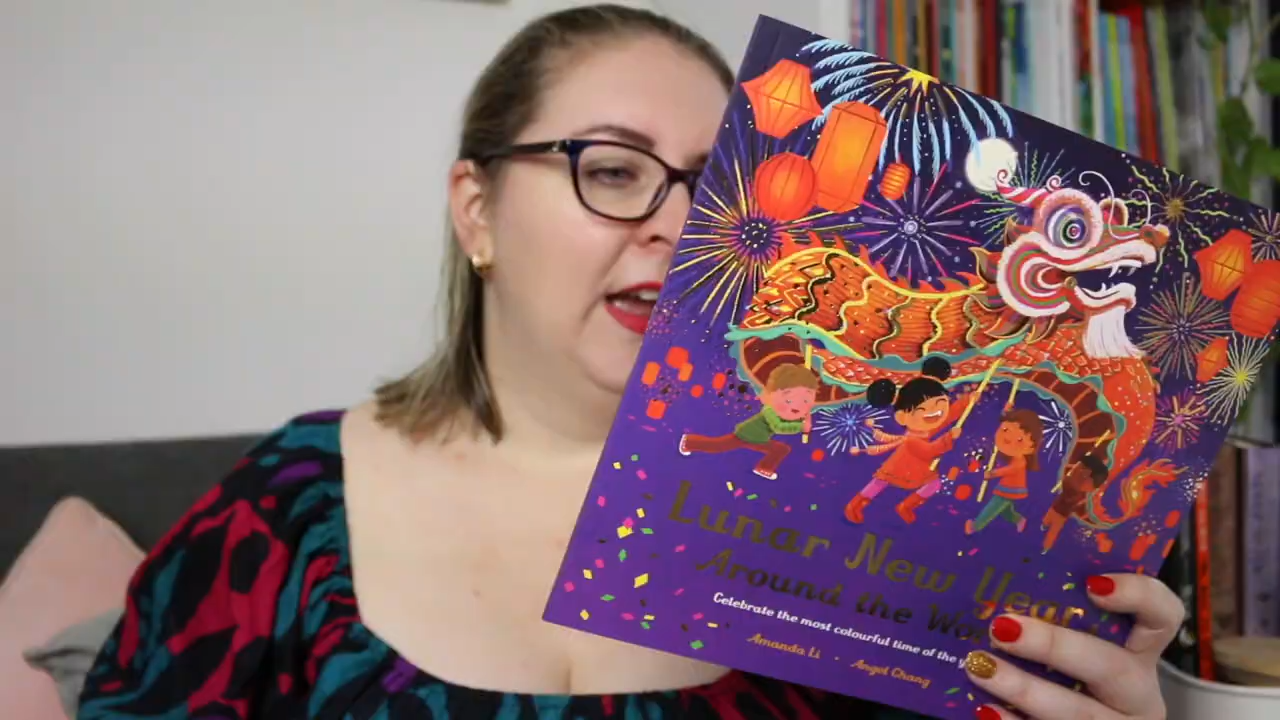 Lunar New Year
Around the Wo
Celebrate the most colourful time of the y
Amanda Li · Angel Chang